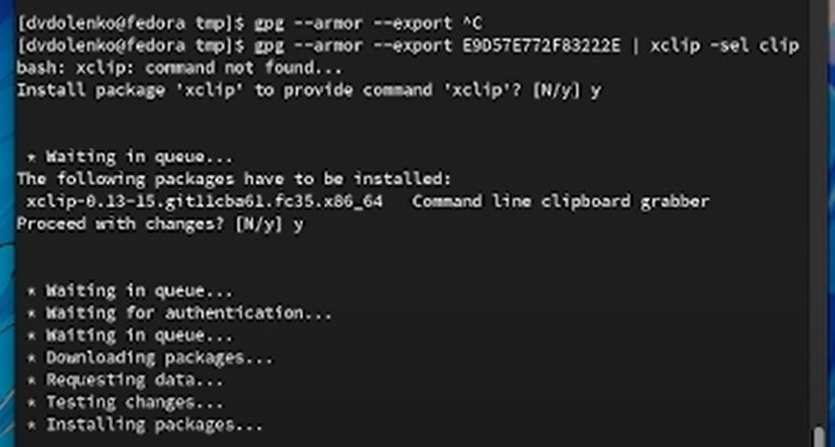 [dvdolenko@fedora tmp]$ gpg --armor --export ^C
[dvdolenko@fedora tmp]$ gpg --armor --export E9D57E772F83222E | xclip -sel clip
bash: xclip: command not found...
Install package 'xclip' to provide command 'xclip'? [N/y] y
* Waiting in queue...
The following packages have to be installed:
xclip-0.13-15.git11cba61.fc35.x86_64 Command line clipboard grabber
Proceed with changes? [N/y] y
* Waiting in queue...
* Waiting for authentication...
* Waiting in queue...
* Downloading packages...
* Requesting data...
* Testing changes...
* Installing packages...